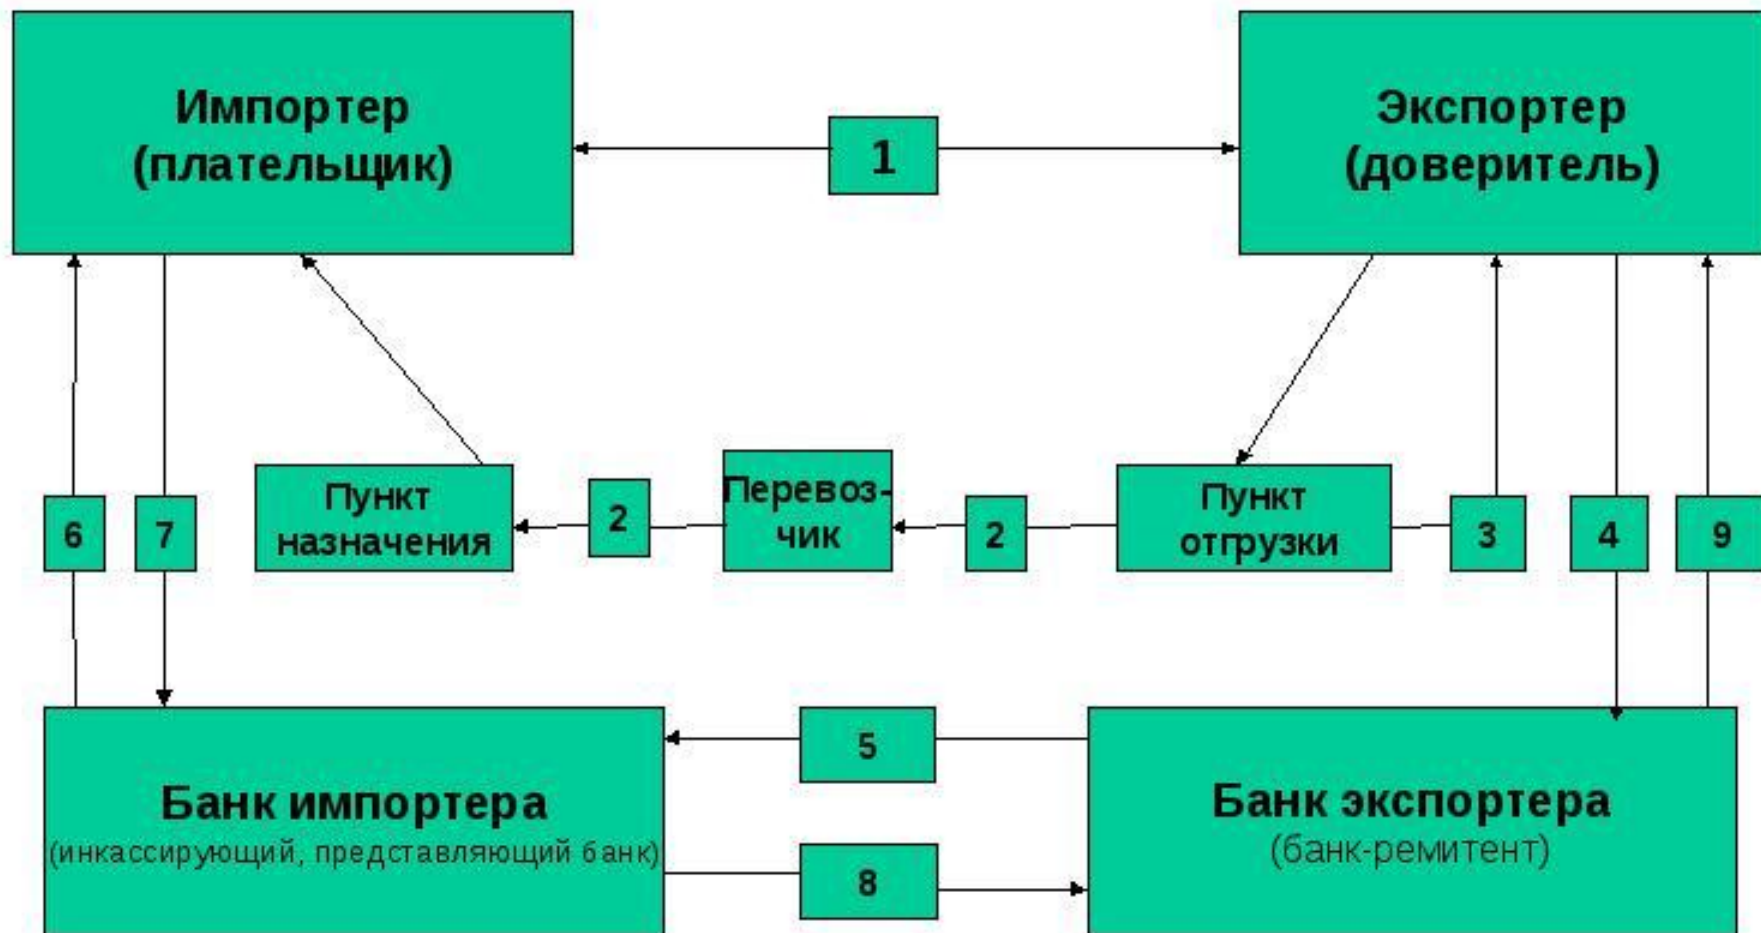 Импортер
(плательщик)
1
Экспортер
(доверитель)
6
7
Пункт
назначения
2
Перевоз-
чик
2
Пункт
отгрузки
3
4
9
Банк импортера
(инкассирующий, представляющий банк)
5
8
Банк экспортера
(банк-ремитент)